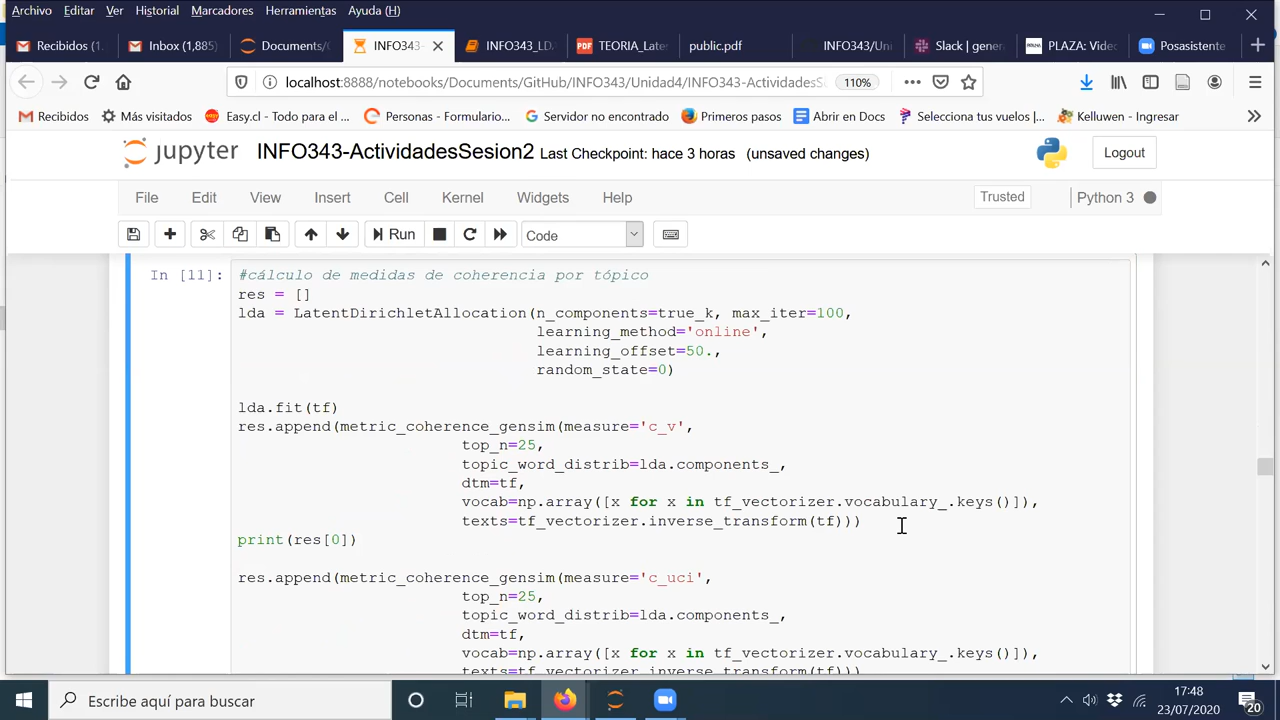 Archivo Editar Ver Historial Marcadores Herramientas Ayuda (H)
Recibidos (1. Inbox (1,885) Documents/ INFO343- INFO343_LD PDF TEORIA_Late public.pdf INFO343/Uni Slack | gener PLAZA: Video Posasistente
localhost:8888/notebooks/Documents/GitHub/INFO343/Unidad4/INFO343-ActividadesS 110%
Recibidos Más visitados Easy.cl - Todo para el ... Personas - Formulario... Servidor no encontrado Primeros pasos Abrir en Docs Selecciona tus vuelos |... Kelluwen - Ingresar
jupyter INFO343-ActividadesSesion2 Last Checkpoint: hace 3 horas (unsaved changes) Logout
File Edit View Insert Cell Kernel Widgets Help Trusted Python 3
Run Code
In [11]: #cálculo de medidas de coherencia por tópico
res = []
lda = LatentDirichletAllocation(n_components=true_k, max_iter=100,
learning_method='online',
learning_offset=50.,
random_state=0)
lda.fit(tf)
res.append(metric_coherence_gensim(measure='c_v',
top_n=25,
topic_word_distrib=lda.components_,
dtm=tf,
vocab=np.array([x for x in tf_vectorizer.vocabulary_.keys()]),
texts=tf_vectorizer.inverse_transform(tf)))
print(res[0])
res.append(metric_coherence_gensim(measure='c_uci',
top_n=25,
topic_word_distrib=lda.components_,
dtm=tf,
vocab=np.array([x for x in tf_vectorizer.vocabulary_.keys()]),
texts=tf_vectorizer.inverse_transform(tf)))
Escribe aquí para buscar
17:48
23/07/2020
20